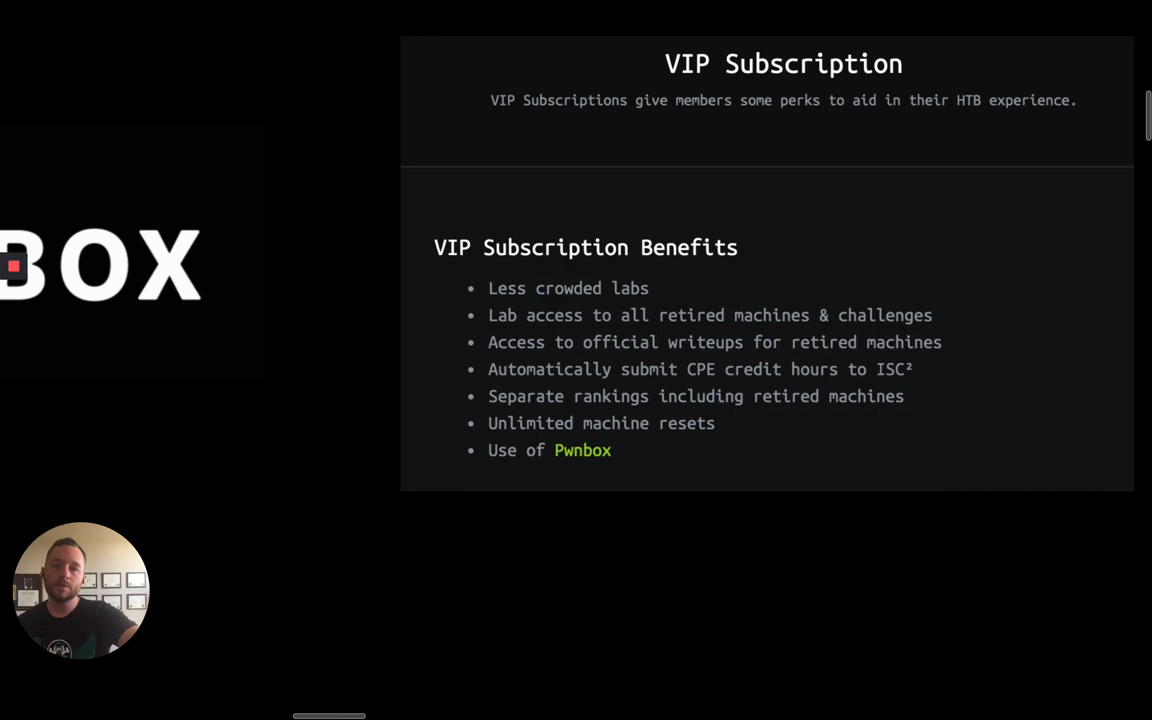 BOX
VIP Subscription
VIP Subscriptions give members some perks to aid in their HTB experience.
VIP Subscription Benefits
• Less crowded labs
• Lab access to all retired machines & challenges
• Access to official writeups for retired machines
• Automatically submit CPE credit hours to ISC²
• Separate rankings including retired machines
• Unlimited machine resets
• Use of Pwnbox